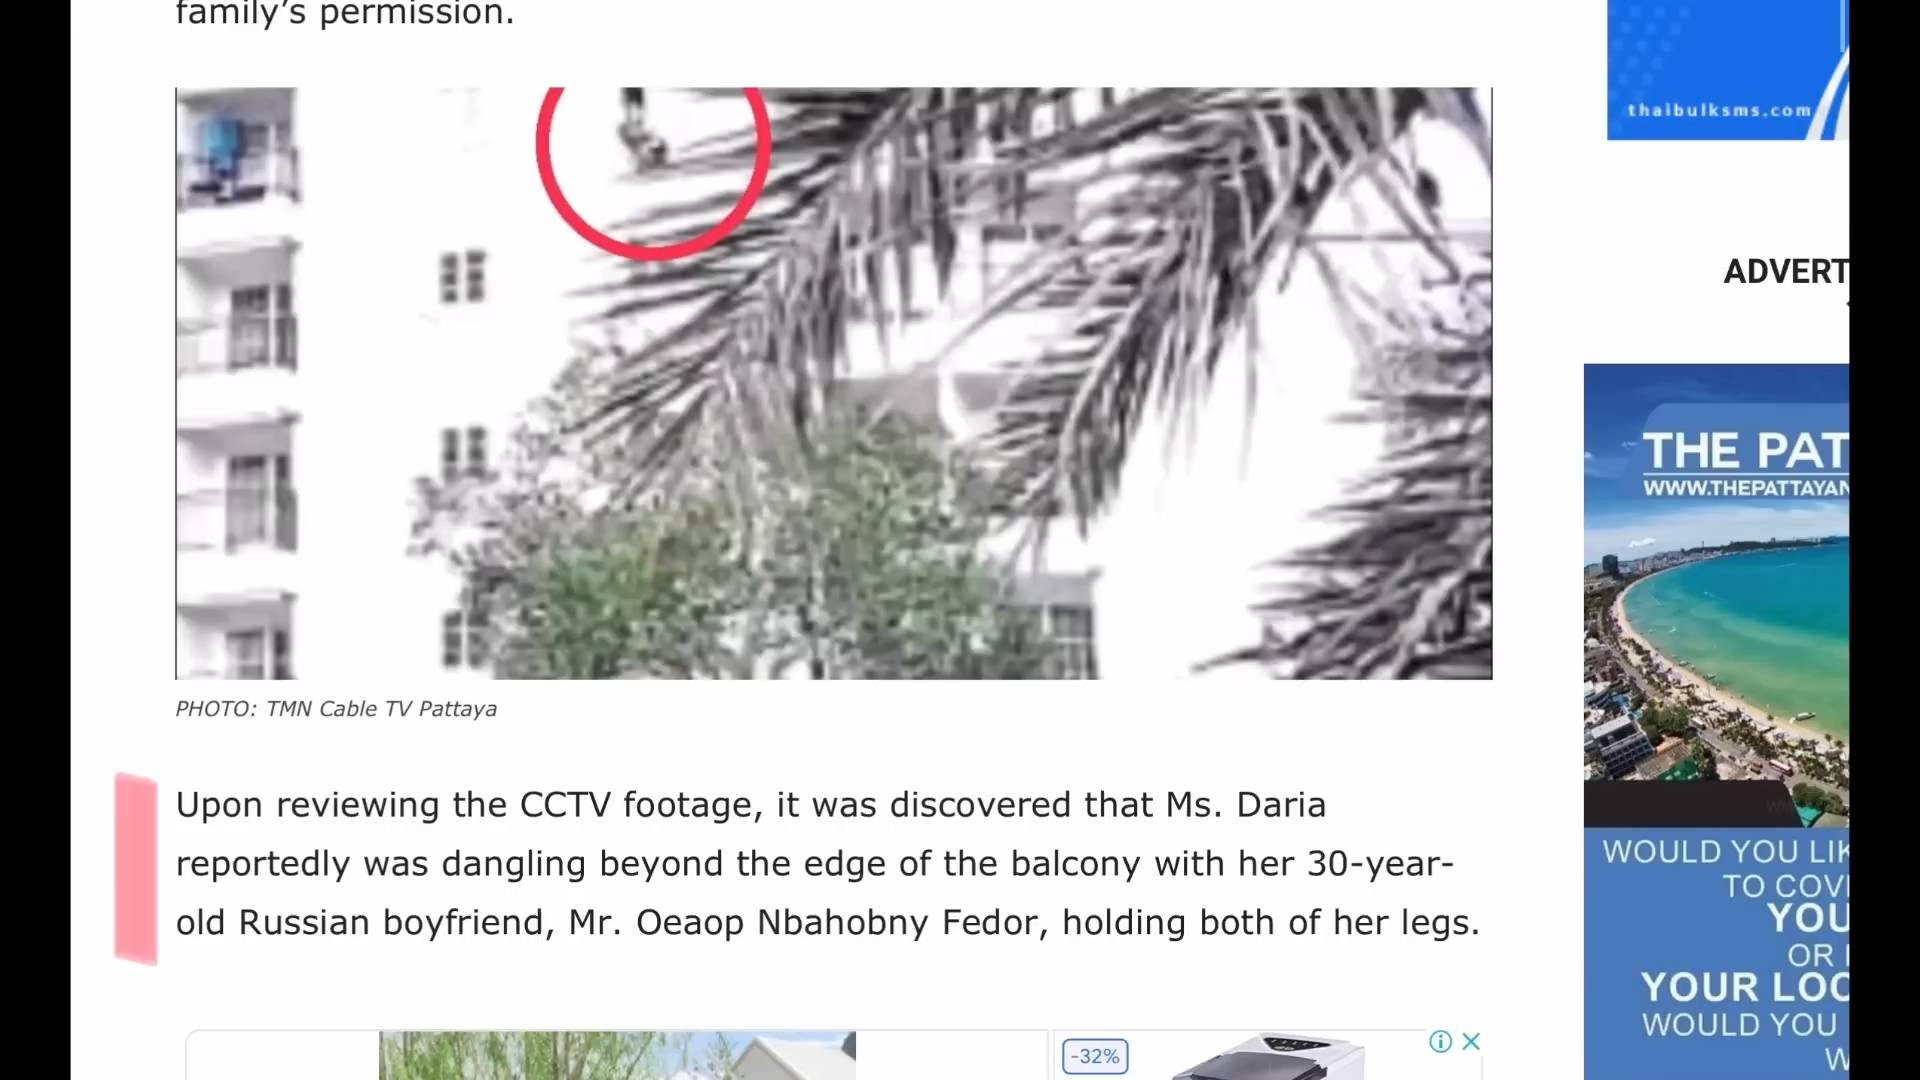 family’s permission.
thaibulksms.com
ADVERT
PHOTO: TMN Cable TV Pattaya
THE PAT
WWW.THEPATTAYAN
Upon reviewing the CCTV footage, it was discovered that Ms. Daria
reportedly was dangling beyond the edge of the balcony with her 30-year-
old Russian boyfriend, Mr. Oeaop Nbahobny Fedor, holding both of her legs.
WOULD YOU LIK
TO COV
YOU
OR
YOUR LOC
WOULD YOU
W
-32%